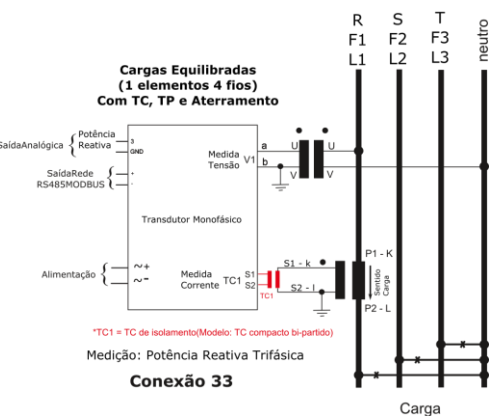 R S T
F1 F2 F3
L1 L2 L3
neutro
Cargas Equilibradas
(1 elementos 4 fios)
Com TC, TP e Aterramento
SaídaAnalógica { Potência
Reativa
3
GND
SaídaRede
RS485MODBUS
+
-
Medida
Tensão
V1
a
b
U U
V V
Transdutor Monofásico
Alimentação
~+
~-
Medida
Corrente
TC1
S1
S2
TC1
S1 - k
S2 - l
P1 - K
Sentido
Carga
P2 - L
*TC1 = TC de isolamento(Modelo: TC compacto bi-partido)
Medição: Potência Reativa Trifásica
Conexão 33
Carga